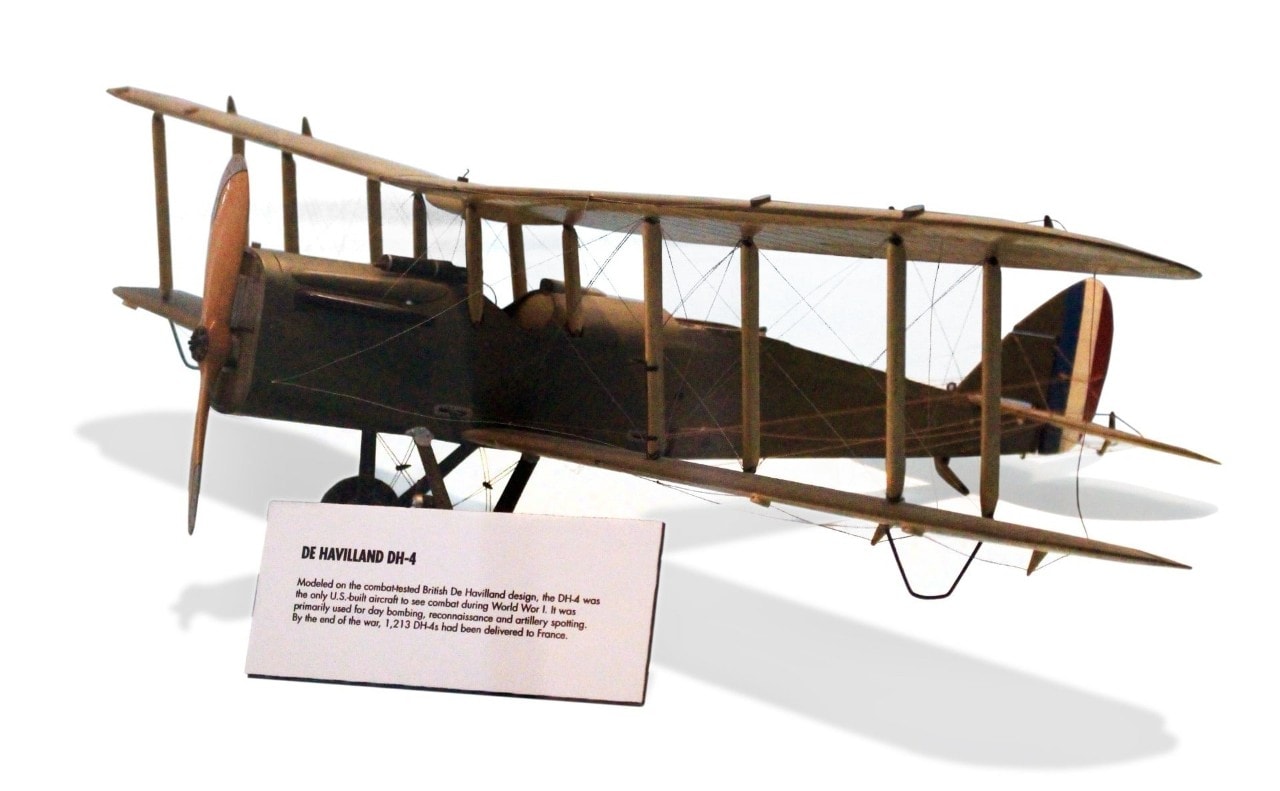 DE HAVILLAND DH-4
Modeled on the combat-tested British De Havilland design, the DH-4 was
the only U.S.-built aircraft to see combat during World War I. It was
primarily used for day bombing, reconnaissance and artillery spotting.
By the end of the war, 1,213 DH-4s had been delivered to France.